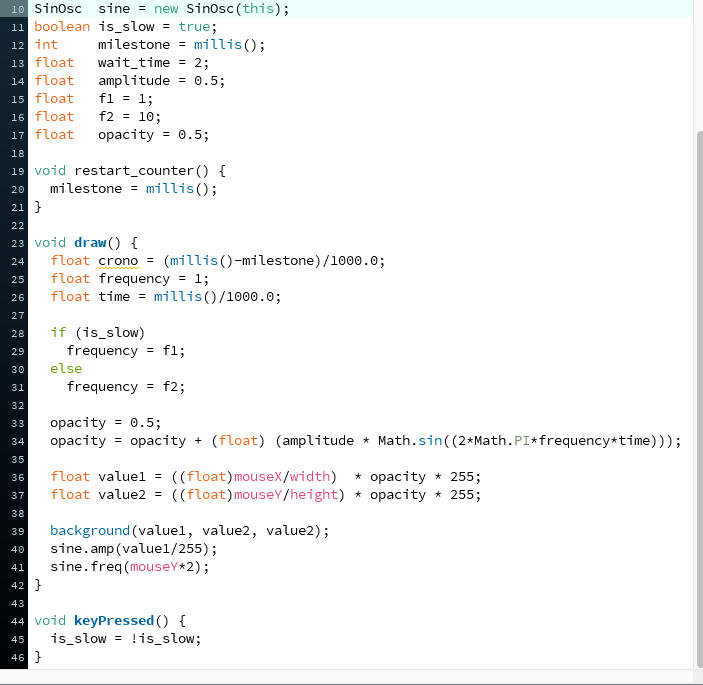 10 SinOsc  sine = new SinOsc(this);
11 boolean is_slow = true;
12 int     milestone = millis();
13 float   wait_time = 2;
14 float   amplitude = 0.5;
15 float   f1 = 1;
16 float   f2 = 10;
17 float   opacity = 0.5;
18
19 void restart_counter() {
20   milestone = millis();
21 }
22
23 void draw() {
24   float crono = (millis()-milestone)/1000.0;
25   float frequency = 1;
26   float time = millis()/1000.0;
27
28   if (is_slow)
29     frequency = f1;
30   else
31     frequency = f2;
32
33   opacity = 0.5;
34   opacity = opacity + (float) (amplitude * Math.sin((2*Math.PI*frequency*time)));
35
36   float value1 = ((float)mouseX/width)  * opacity * 255;
37   float value2 = ((float)mouseY/height) * opacity * 255;
38
39   background(value1, value2, value2);
40   sine.amp(value1/255);
41   sine.freq(mouseY*2);
42 }
43
44 void keyPressed() {
45   is_slow = !is_slow;
46 }